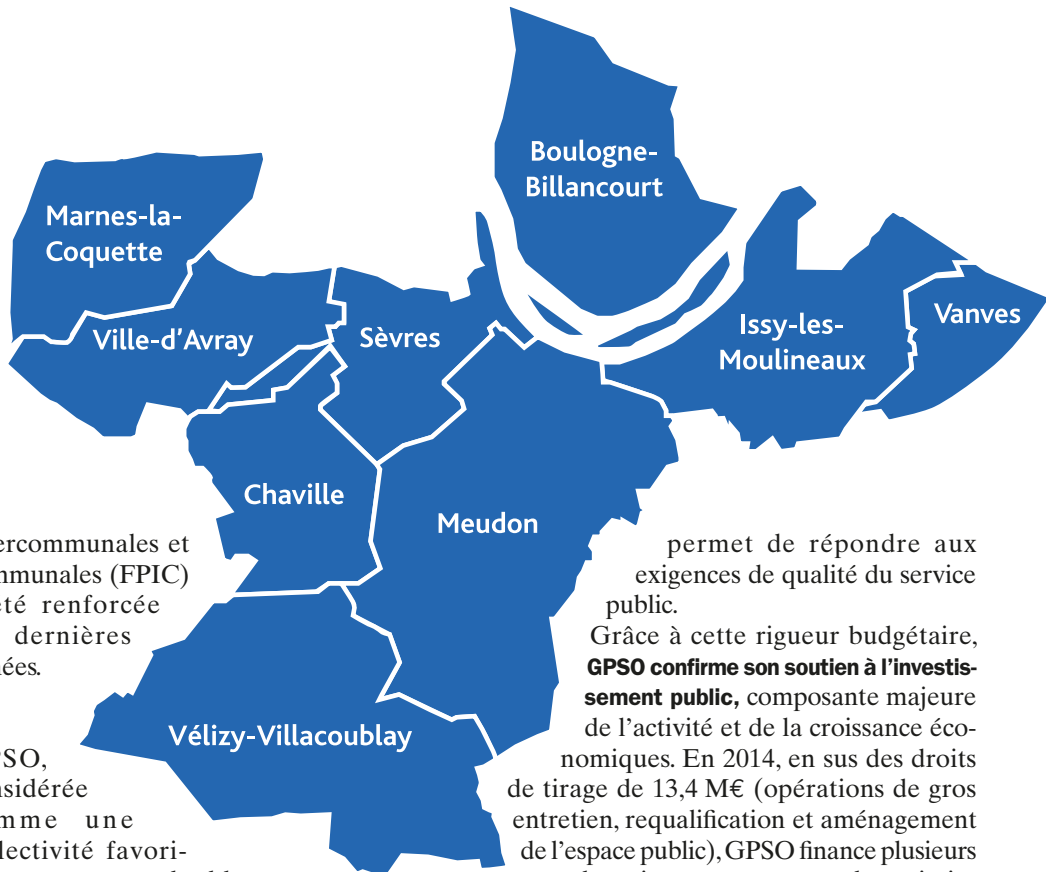 Boulogne-
Billancourt
Marnes-la-
Coquette
Ville-d'Avray
Sèvres
Issy-les-
Moulineaux
Vanves
Chaville
Meudon
Vélizy-Villacoublay
ercommunales et
munales (FPIC)
été renforcée
dernières
ées.
PSO,
nsidérée
mme une
lectivité favori-
permet de répondre aux
exigences de qualité du service
public.
Grâce à cette rigueur budgétaire,
GPSO confirme son soutien à l'investis-
sement public, composante majeure
de l'activité et de la croissance éco-
nomiques. En 2014, en sus des droits
de tirage de 13,4 M€ (opérations de gros
entretien, requalification et aménagement
de l'espace public), GPSO finance plusieurs